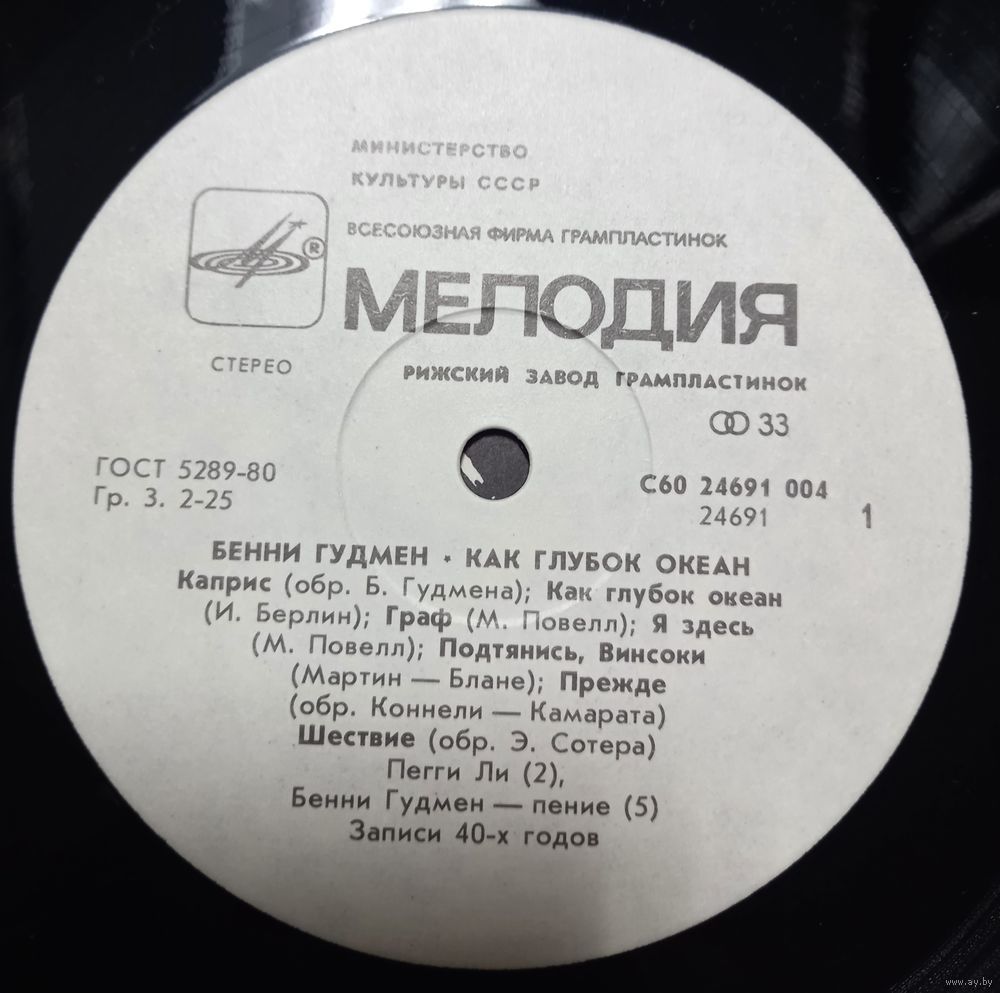 МИНИСТЕРСТВО
КУЛЬТУРЫ СССР
ВСЕСОЮЗНАЯ ФИРМА ГРАМПЛАСТИНОК
®
МЕЛОДИЯ
СТЕРЕО
РИЖСКИЙ ЗАВОД ГРАМПЛАСТИНОК
33
ГОСТ 5289-80
Гр. 3. 2-25
С60 24691 004
24691
1
БЕННИ ГУДМЕН · КАК ГЛУБОК ОКЕАН
Каприс (обр. Б. Гудмена); Как глубок океан
(И. Берлин); Граф (М. Повелл); Я здесь
(М. Повелл); Подтянись, Винсоки
(Мартин — Блане); Прежде
(обр. Коннели — Камарата)
Шествие (обр. Э. Сотера)
Пегги Ли (2),
Бенни Гудмен — пение (5)
Записи 40-х годов
www.ay.by